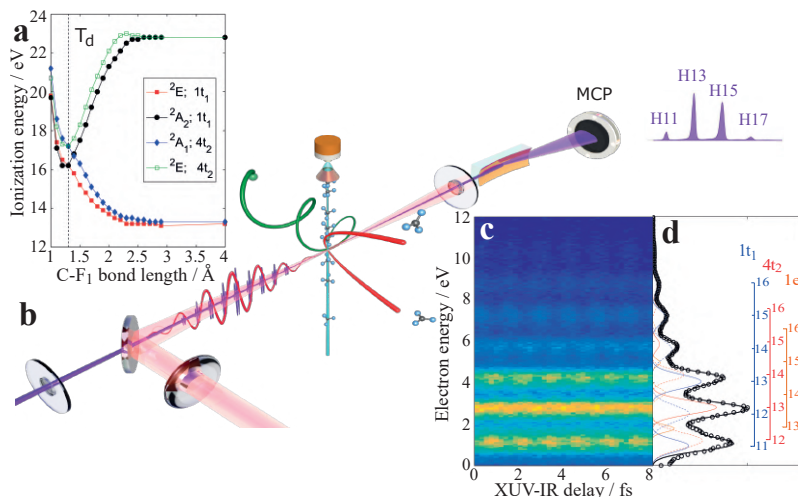 a
T_d
Ionization energy / eV
24
22
20
18
16
14
12
²E; 1t₁
²A₂; 1t₁
²A₁; 4t₂
²E; 4t₂
1
1.5
2
2.5
3
4
C-F₁ bond length / Å
MCP
H11
H13
H15
H17
b
c
d
Electron energy / eV
12
10
8
6
4
2
0
0
2
4
6
8
XUV-IR delay / fs
1t₁
16
15
14
13
12
11
4t₂
16
15
14
13
12
1e
16
15
14
13
12